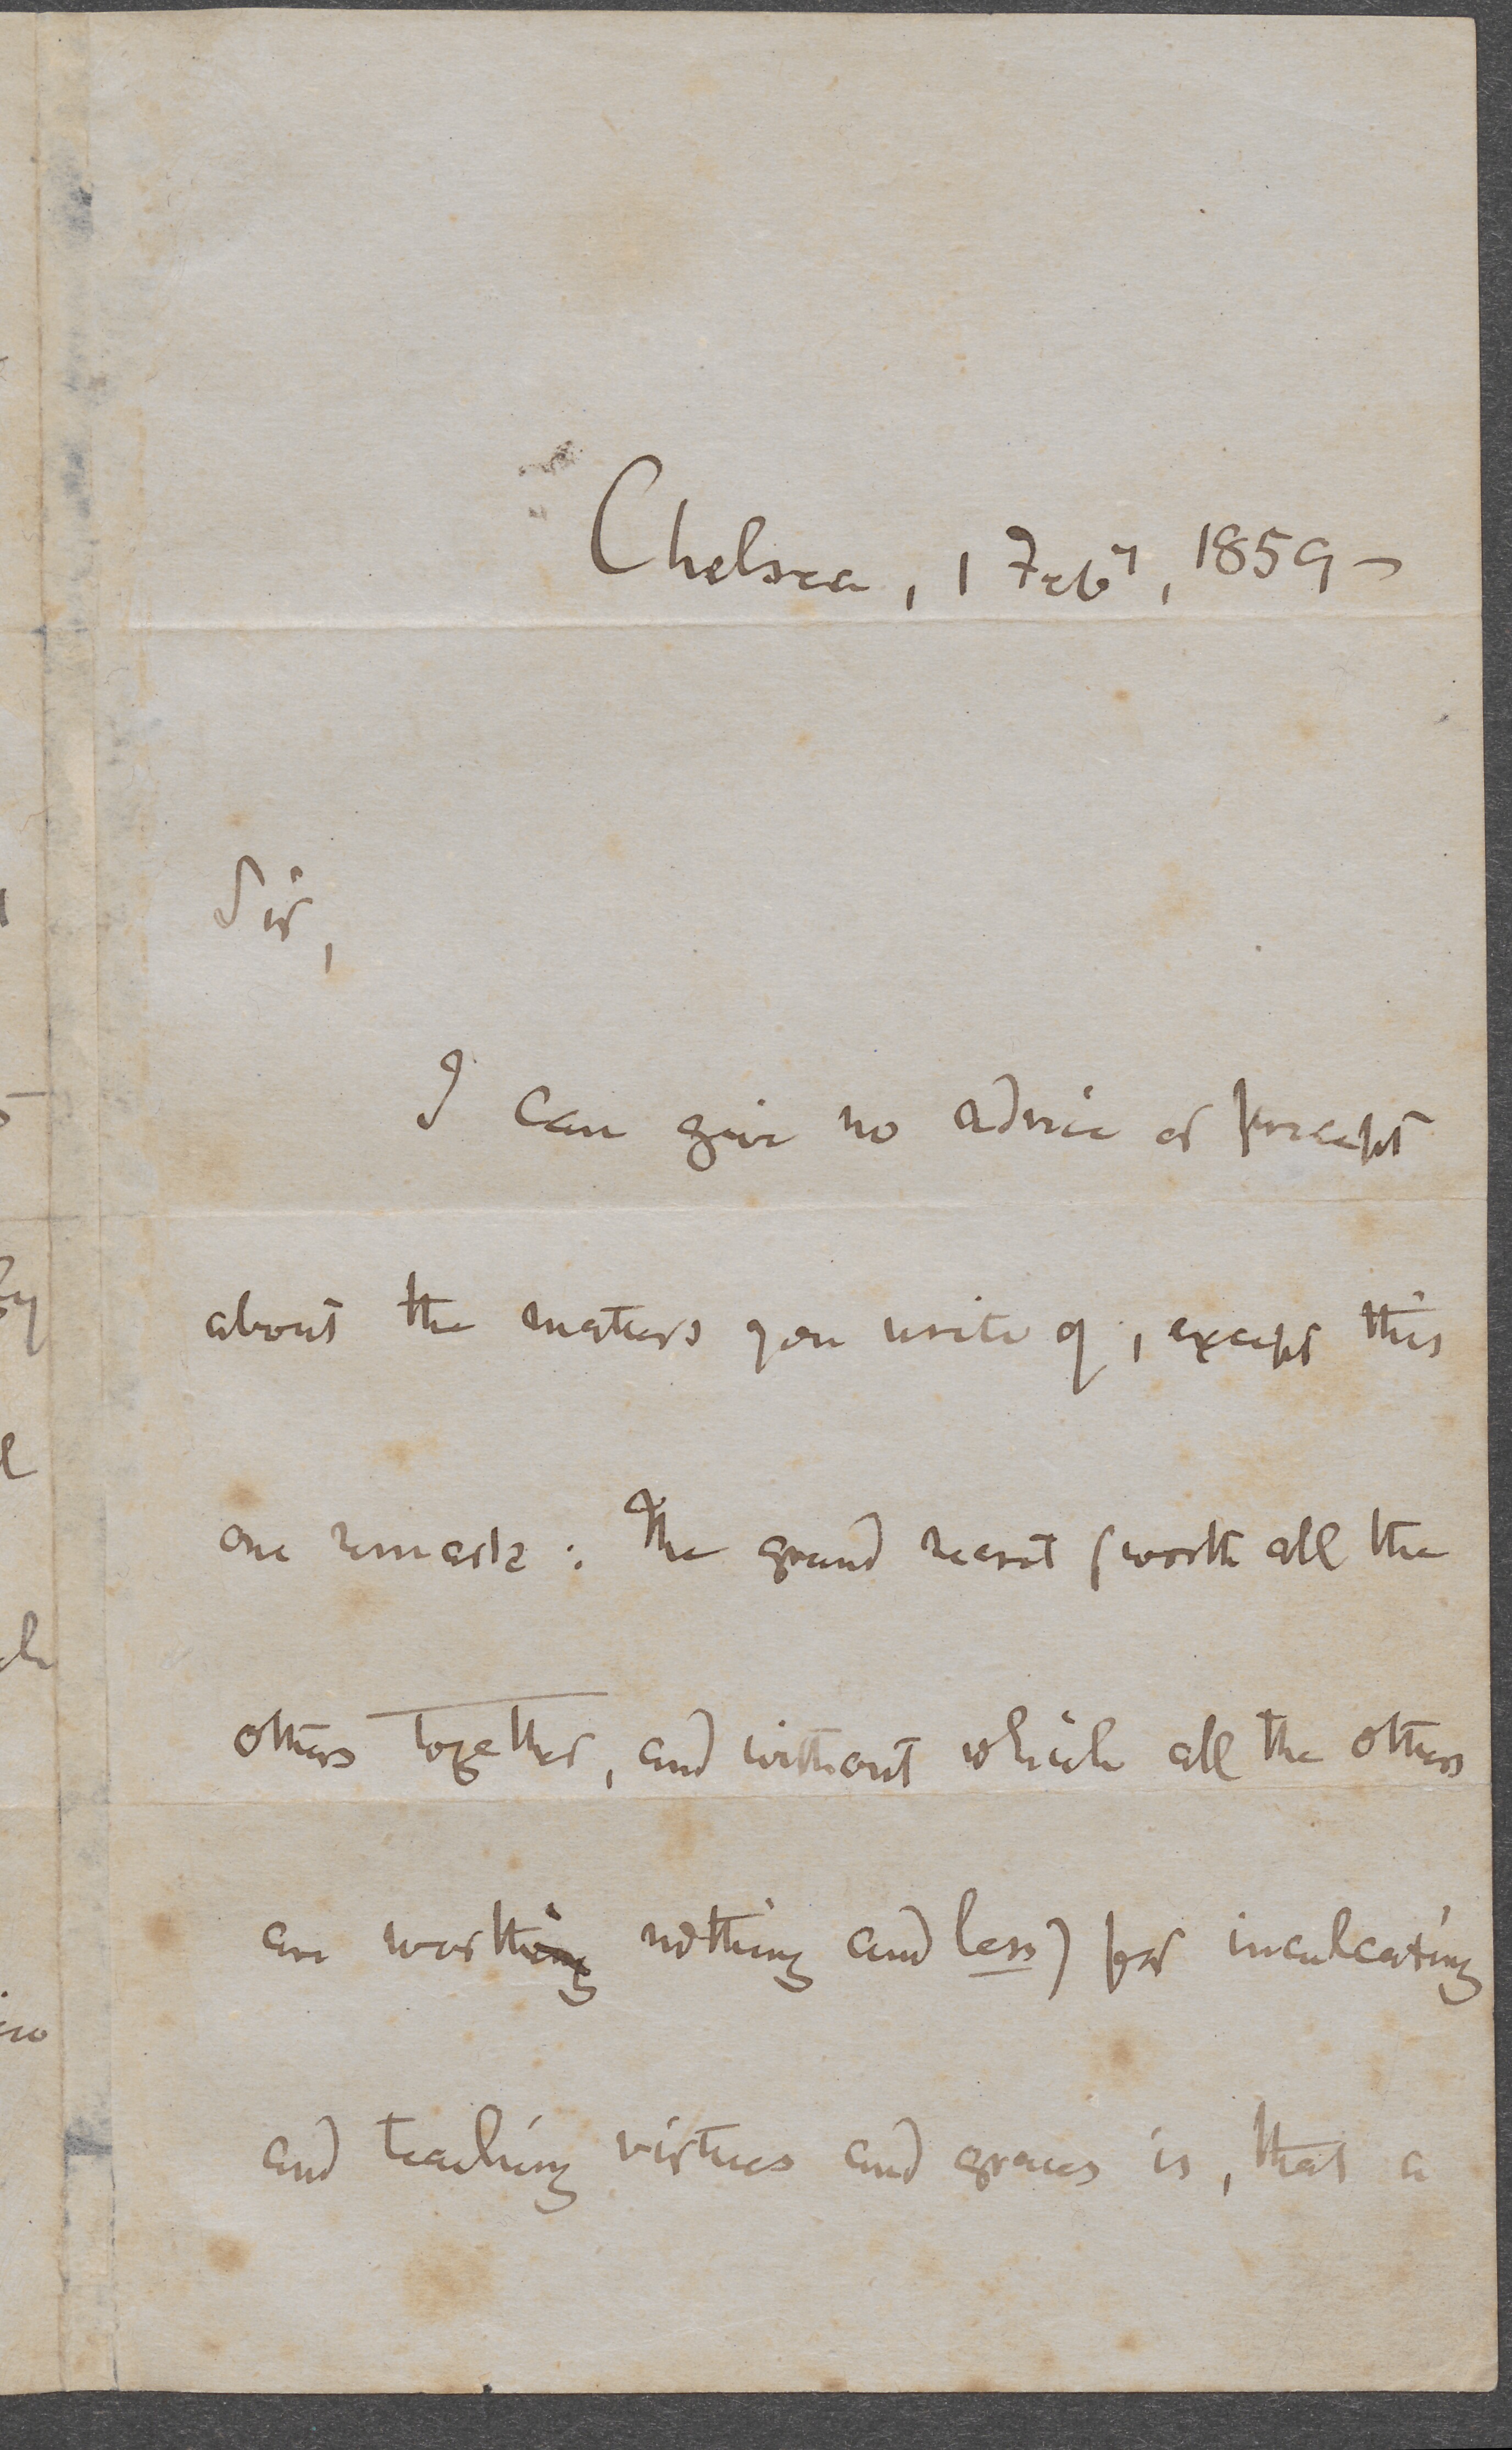 Chelsea, 1 Feby, 1859 –
Sir,
I can give no advice or precept
about the matters you write of, except this
one remark: The grand secret (worth all the
others together, and without which all the others
are worthing nothing and less) for inculcating
and teaching virtues and graces is, that a